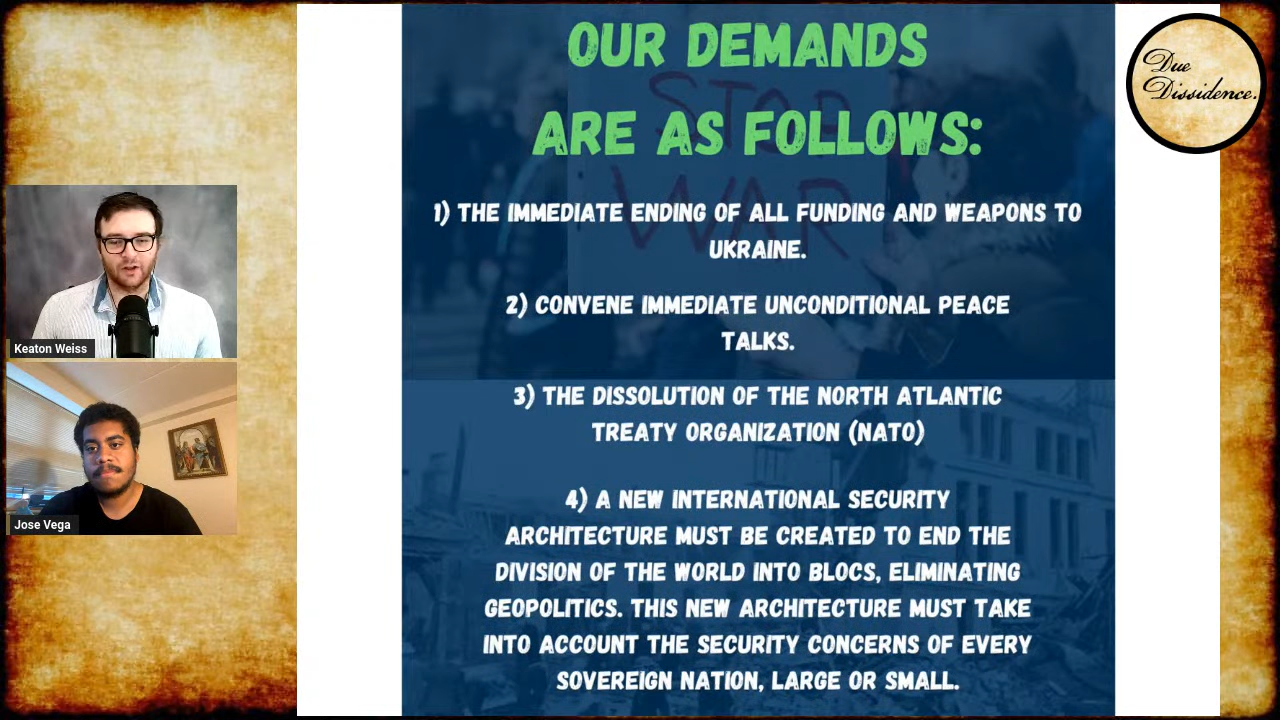 OUR DEMANDS
ARE AS FOLLOWS:
STOP
WAR
1) THE IMMEDIATE ENDING OF ALL FUNDING AND WEAPONS TO
UKRAINE.
2) CONVENE IMMEDIATE UNCONDITIONAL PEACE
TALKS.
3) THE DISSOLUTION OF THE NORTH ATLANTIC
TREATY ORGANIZATION (NATO)
4) A NEW INTERNATIONAL SECURITY
ARCHITECTURE MUST BE CREATED TO END THE
DIVISION OF THE WORLD INTO BLOCS, ELIMINATING
GEOPOLITICS. THIS NEW ARCHITECTURE MUST TAKE
INTO ACCOUNT THE SECURITY CONCERNS OF EVERY
SOVEREIGN NATION, LARGE OR SMALL.
Due
Dissidence.
Keaton Weiss
Jose Vega